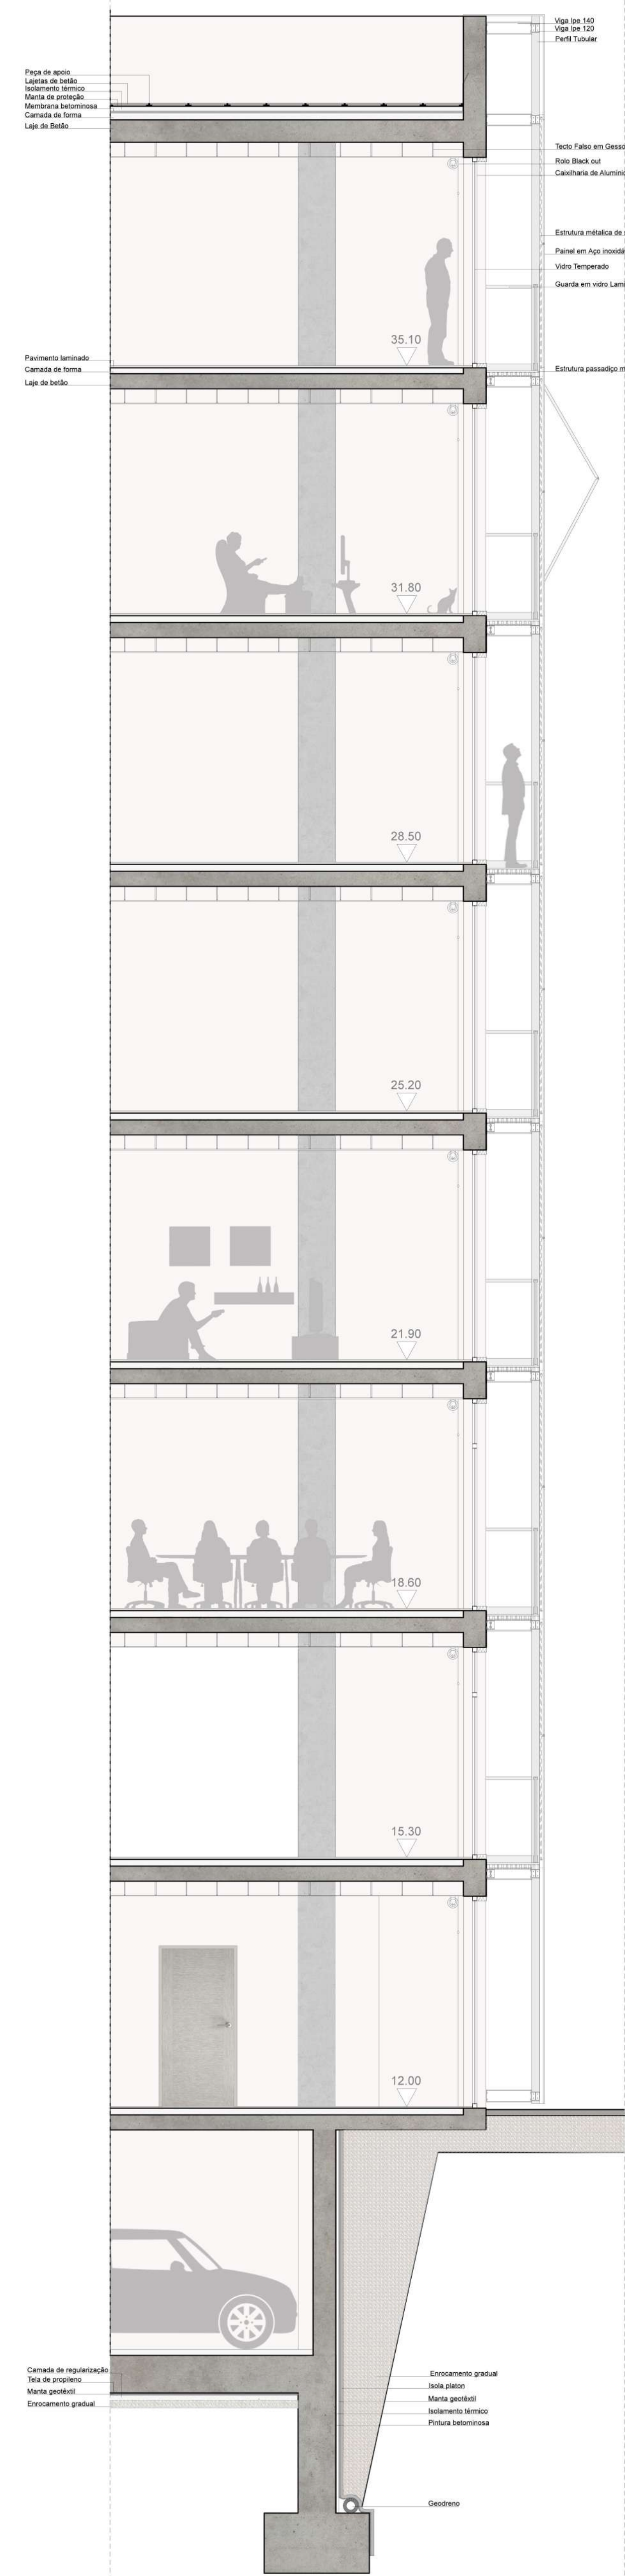 Viga Ipe 140
Viga Ipe 120
Perfil Tubular
Peça de apoio
Lajetas de betão
Isolamento térmico
Manta de proteção
Membrana betominosa
Camada de forma
Laje de Betão
Tecto Falso em Gesso
Rolo Black out
Caixilharia de Alumínio
Estrutura métalica de
Painel em Aço inoxidá
Vidro Temperado
Guarda em vidro Lami
35.10
Pavimento laminado
Camada de forma
Laje de betão
Estrutura passadiço m
31.80
28.50
25.20
21.90
18.60
15.30
12.00
Camada de regularização
Tela de propileno
Manta geotêxtil
Enrocamento gradual
Enrocamento gradual
Isola platon
Manta geotêxtil
Isolamento térmico
Pintura betominosa
Geodreno